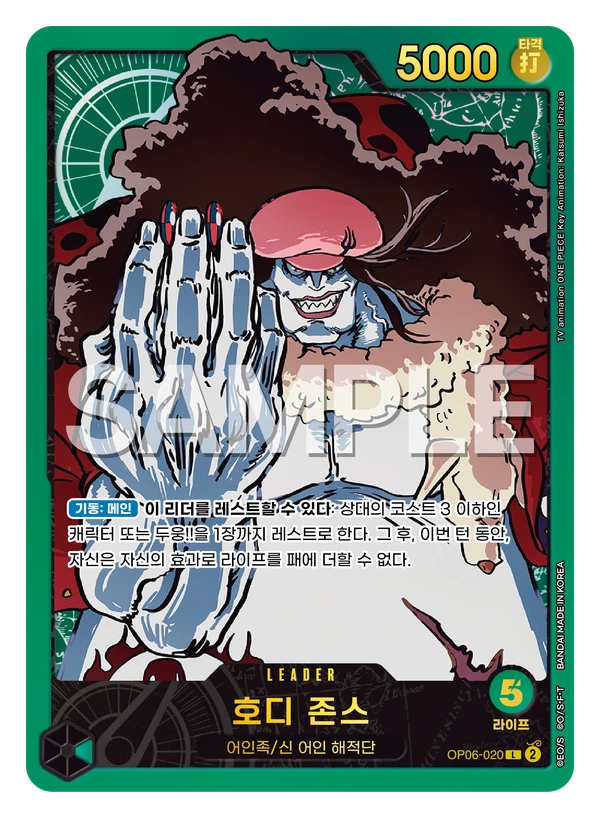 5000
타격
打
TV animation ONE PIECE Key Animation: Katsumi Ishizuka
SAMPLE
기동: 메인 이 리더를 레스트할 수 있다: 상대의 코스트 3 이하인
캐릭터 또는 두웅!!을 1장까지 레스트로 한다. 그 후, 이번 턴 동안,
자신은 자신의 효과로 라이프를 패에 더할 수 없다.
LEADER
호디 존스
어인족/신 어인 해적단
5
라이프
OP06-020 L 2
©EO/S ©O/S·F·T BANDAI MADE IN KOREA